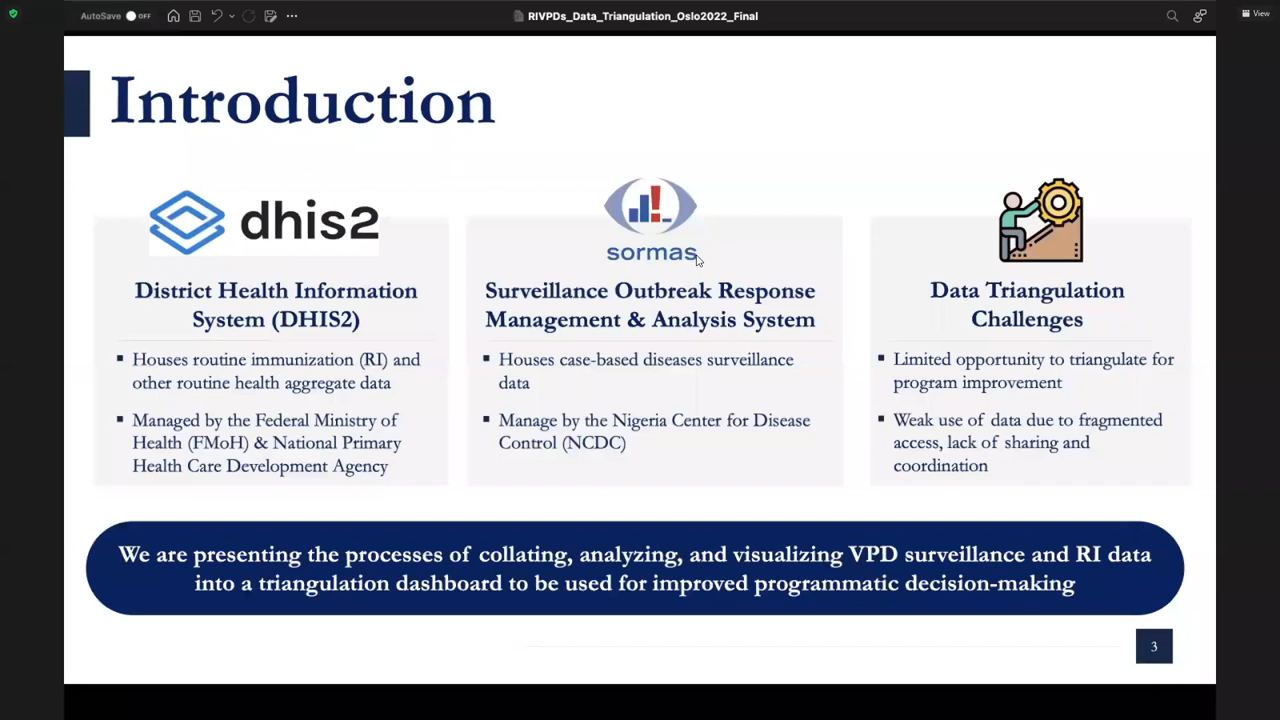 AutoSave OFF
RIVPDs_Data_Triangulation_Oslo2022_Final
View
Introduction
dhis2
District Health Information
System (DHIS2)
▪ Houses routine immunization (RI) and
other routine health aggregate data
▪ Managed by the Federal Ministry of
Health (FMoH) & National Primary
Health Care Development Agency
sormas
Surveillance Outbreak Response
Management & Analysis System
▪ Houses case-based diseases surveillance
data
▪ Manage by the Nigeria Center for Disease
Control (NCDC)
Data Triangulation
Challenges
▪ Limited opportunity to triangulate for
program improvement
▪ Weak use of data due to fragmented
access, lack of sharing and
coordination
We are presenting the processes of collating, analyzing, and visualizing VPD surveillance and RI data
into a triangulation dashboard to be used for improved programmatic decision-making
3